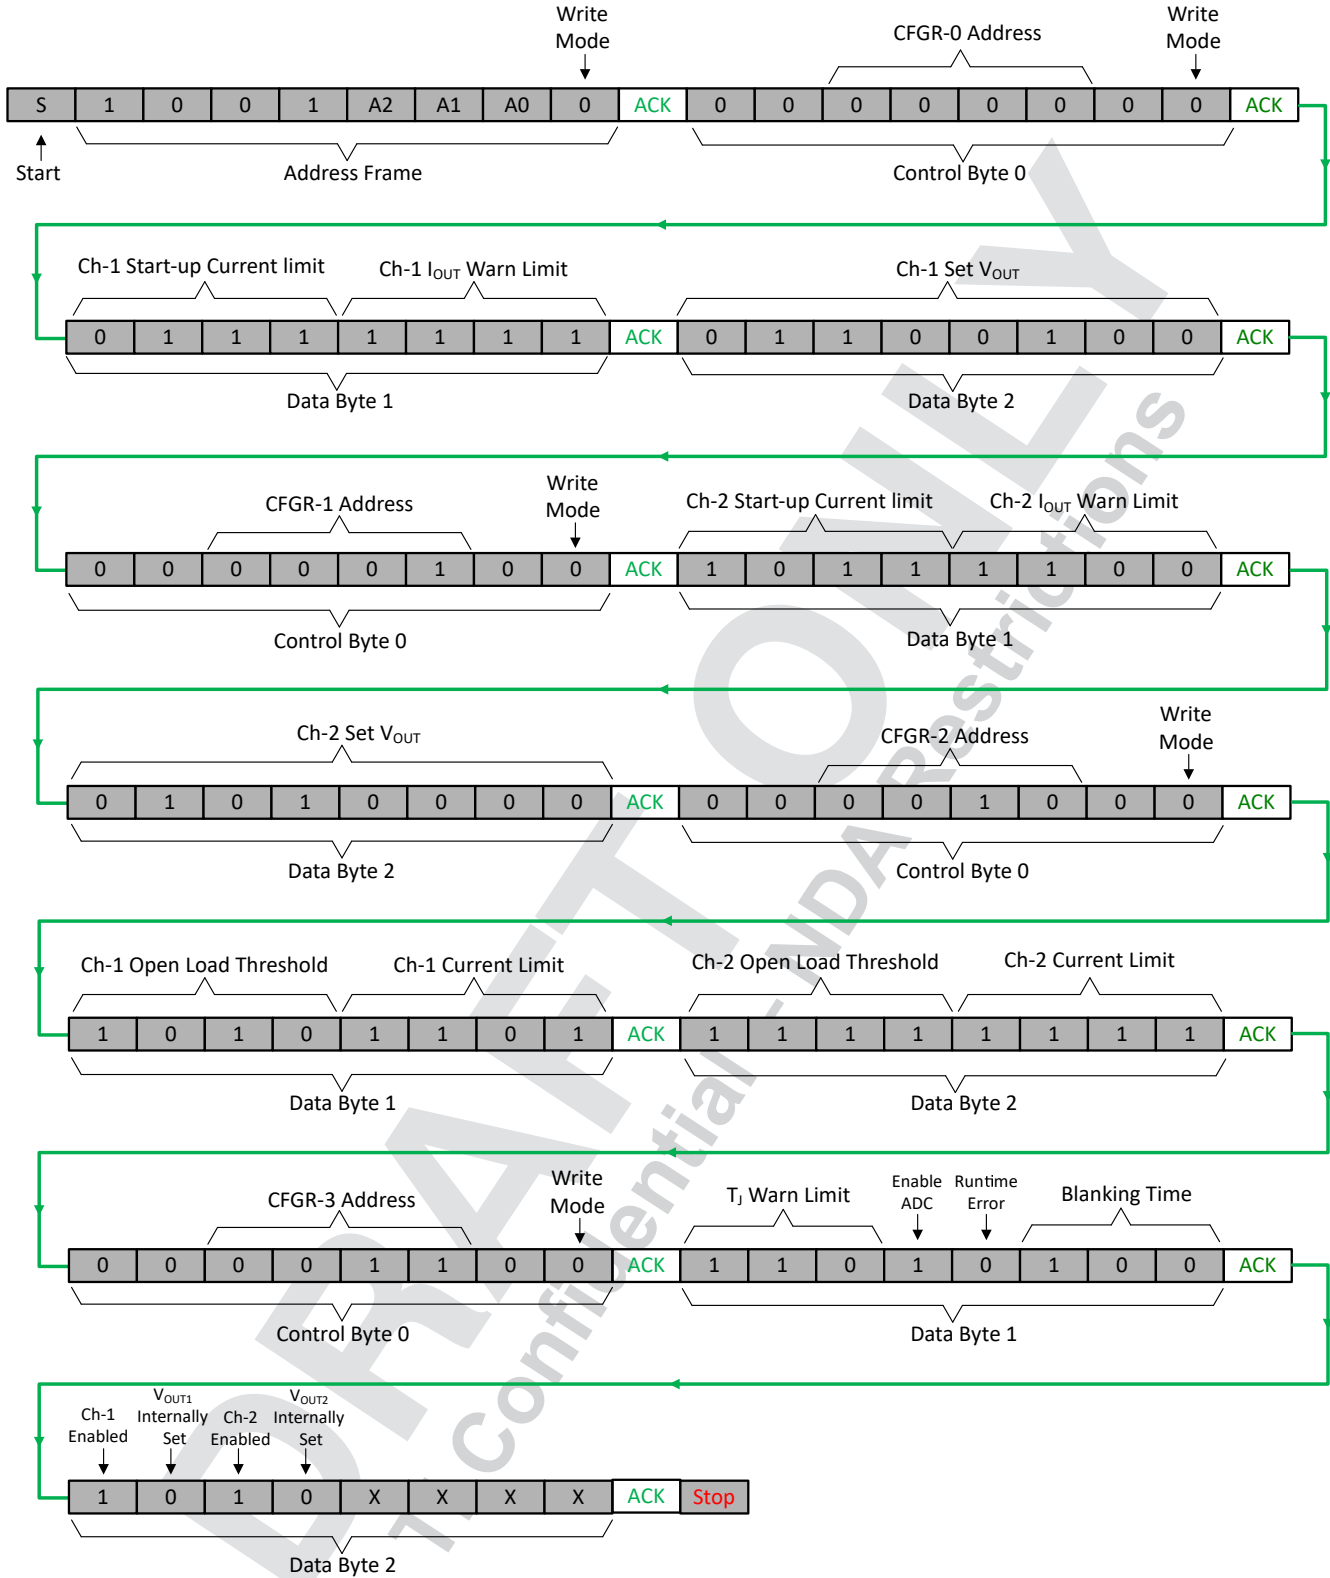 Write
Mode
CFGR-0 Address
Write
Mode
S 1 0 0 1 A2 A1 A0 0 ACK 0 0 0 0 0 0 0 0 ACK
Start
Address Frame
Control Byte 0
Ch-1 Start-up Current limit
Ch-1 IOUT Warn Limit
Ch-1 Set VOUT
0 1 1 1 1 1 1 1 ACK 0 1 1 0 0 1 0 0 ACK
Data Byte 1
Data Byte 2
CFGR-1 Address
Write
Mode
Ch-2 Start-up Current limit
Ch-2 IOUT Warn Limit
0 0 0 0 0 1 0 0 ACK 1 0 1 1 1 1 0 0 ACK
Control Byte 0
Data Byte 1
Ch-2 Set VOUT
CFGR-2 Address
Write
Mode
0 1 0 1 0 0 0 0 ACK 0 0 0 0 1 0 0 0 ACK
Data Byte 2
Control Byte 0
Ch-1 Open Load Threshold
Ch-1 Current Limit
Ch-2 Open Load Threshold
Ch-2 Current Limit
1 0 1 0 1 1 0 1 ACK 1 1 1 1 1 1 1 1 ACK
Data Byte 1
Data Byte 2
CFGR-3 Address
Write
Mode
TJ Warn Limit
Enable
ADC
Runtime
Error
Blanking Time
0 0 0 0 1 1 0 0 ACK 1 1 0 1 0 1 0 0 ACK
Control Byte 0
Data Byte 1
Ch-1
Enabled
VOUT1
Internally
Set
Ch-2
Enabled
VOUT2
Internally
Set
1 0 1 0 X X X X ACK Stop
Data Byte 2
DRAFT ONLY
TI Confidential - NDA Restrictions